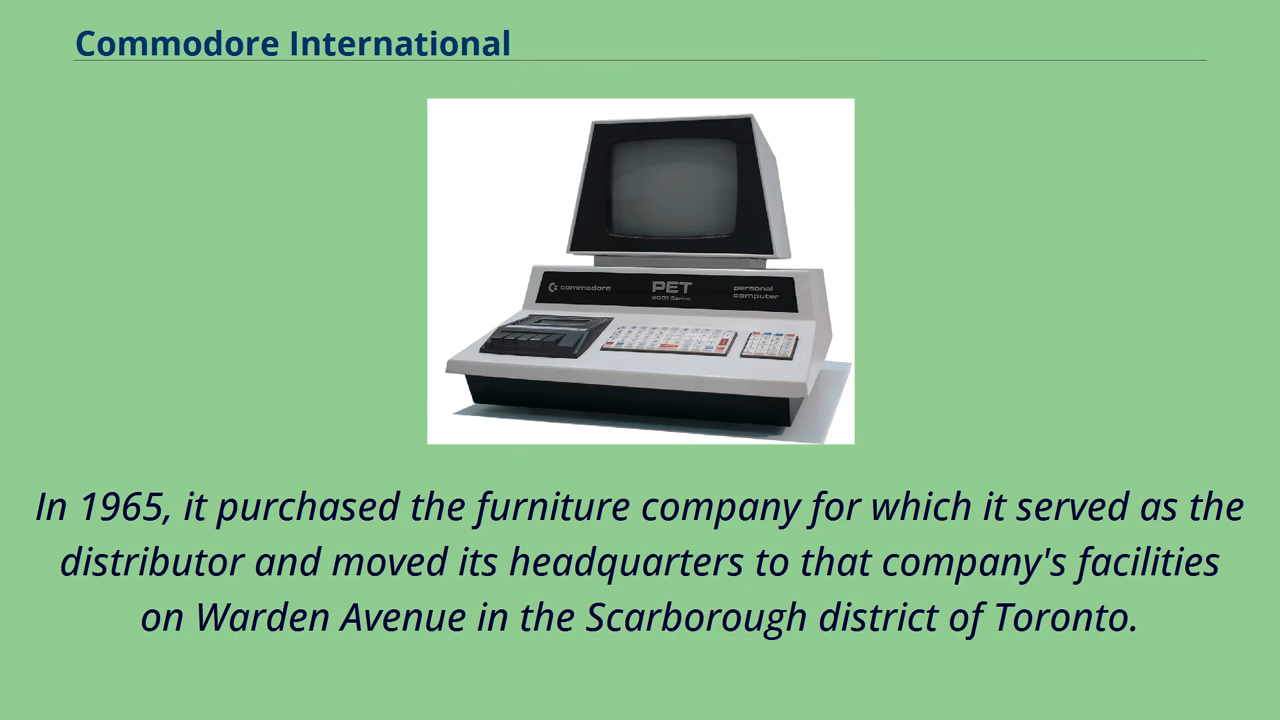 Commodore International
commodore PET personal
2001 Series computer
In 1965, it purchased the furniture company for which it served as the
distributor and moved its headquarters to that company's facilities
on Warden Avenue in the Scarborough district of Toronto.